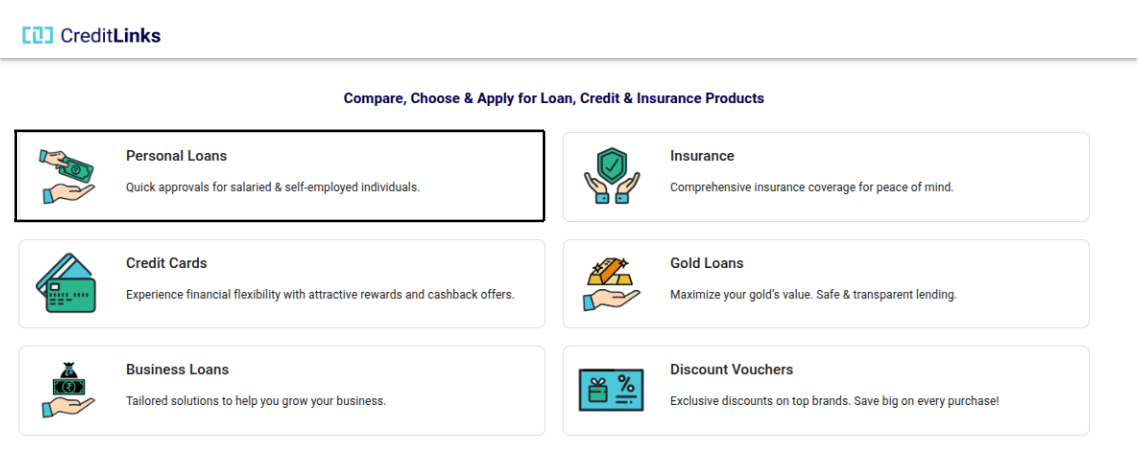 CreditLinks
Compare, Choose & Apply for Loan, Credit & Insurance Products
Personal Loans
Quick approvals for salaried & self-employed individuals.
Insurance
Comprehensive insurance coverage for peace of mind.
Credit Cards
Experience financial flexibility with attractive rewards and cashback offers.
Gold Loans
Maximize your gold's value. Safe & transparent lending.
Business Loans
Tailored solutions to help you grow your business.
Discount Vouchers
Exclusive discounts on top brands. Save big on every purchase!